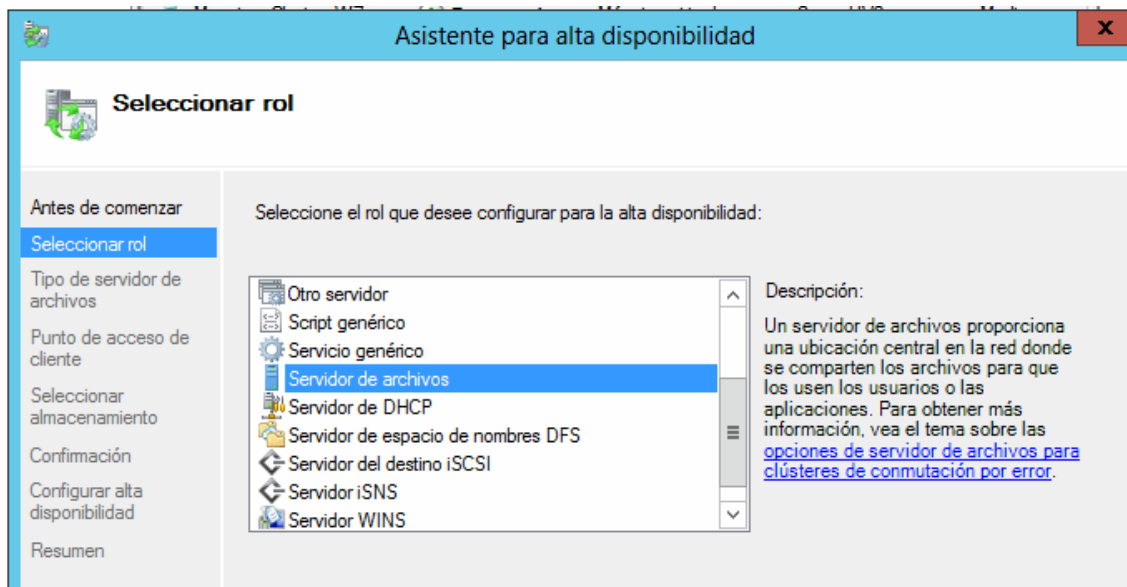 Asistente para alta disponibilidad
x
Seleccionar rol
Antes de comenzar
Seleccionar rol
Tipo de servidor de
archivos
Punto de acceso de
cliente
Seleccionar
almacenamiento
Confirmación
Configurar alta
disponibilidad
Resumen
Seleccione el rol que desee configurar para la alta disponibilidad:
Otro servidor
Script genérico
Servicio genérico
Servidor de archivos
Servidor de DHCP
Servidor de espacio de nombres DFS
Servidor del destino iSCSI
Servidor iSNS
Servidor WINS
Descripción:
Un servidor de archivos proporciona
una ubicación central en la red donde
se comparten los archivos para que
los usen los usuarios o las
aplicaciones. Para obtener más
información, vea el tema sobre las
opciones de servidor de archivos para
clústeres de conmutación por error.